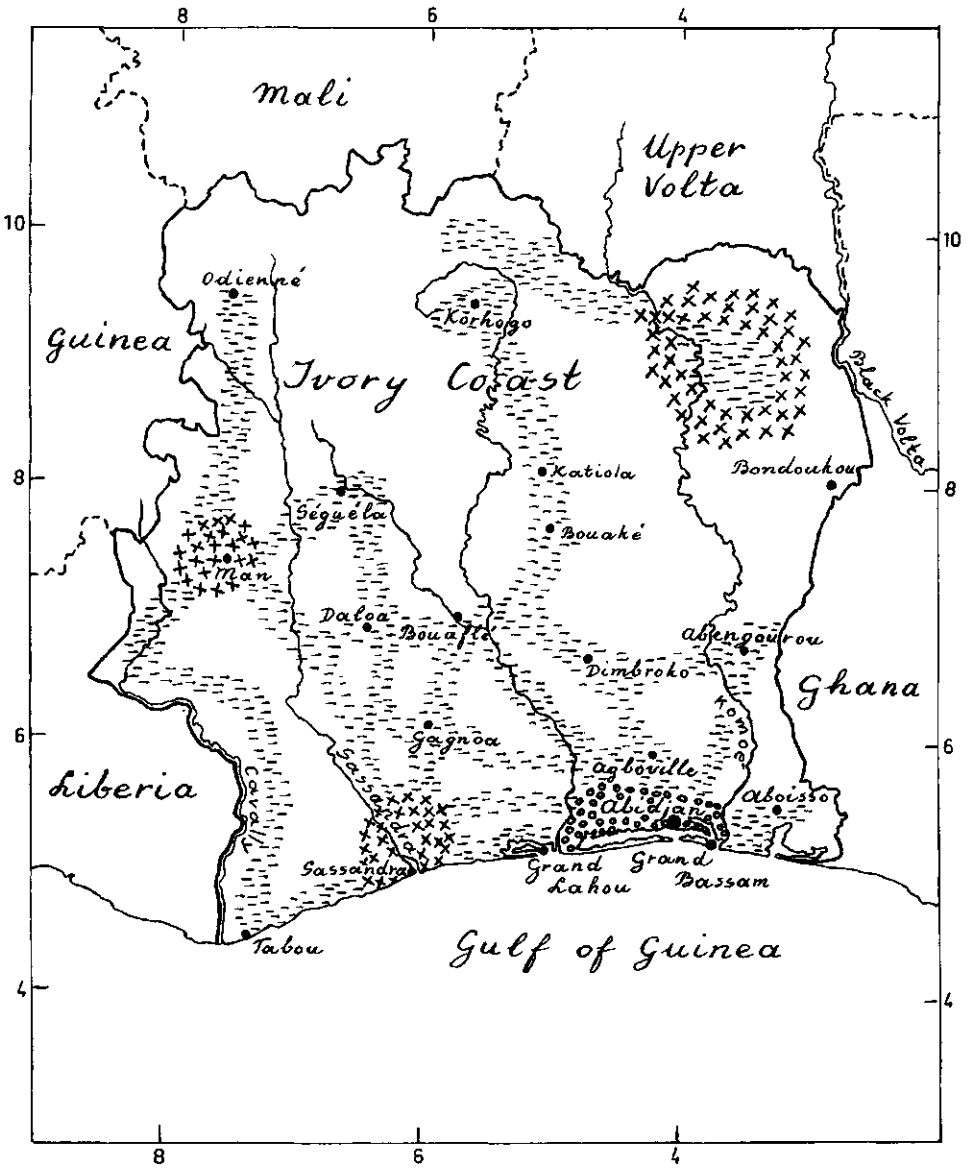 8 6 4
Mali
Upper
Volta
10 10
Odienné
Guinea
Korhogo
Ivory Coast
Black Volta
8 8
Katiola
Bondoukou
Séguéla
Bouaké
Man
Daloa
Bouaflé
Abengourou
Dimbroko
Ghana
Komoé
Gagnoa
6 6
Liberia
Cavally
Sassandra
Agboville
Abidjan
Aboisso
Sassandra
Grand
Lahou
Grand
Bassam
Tabou
Gulf of Guinea
4 4
8 6 4